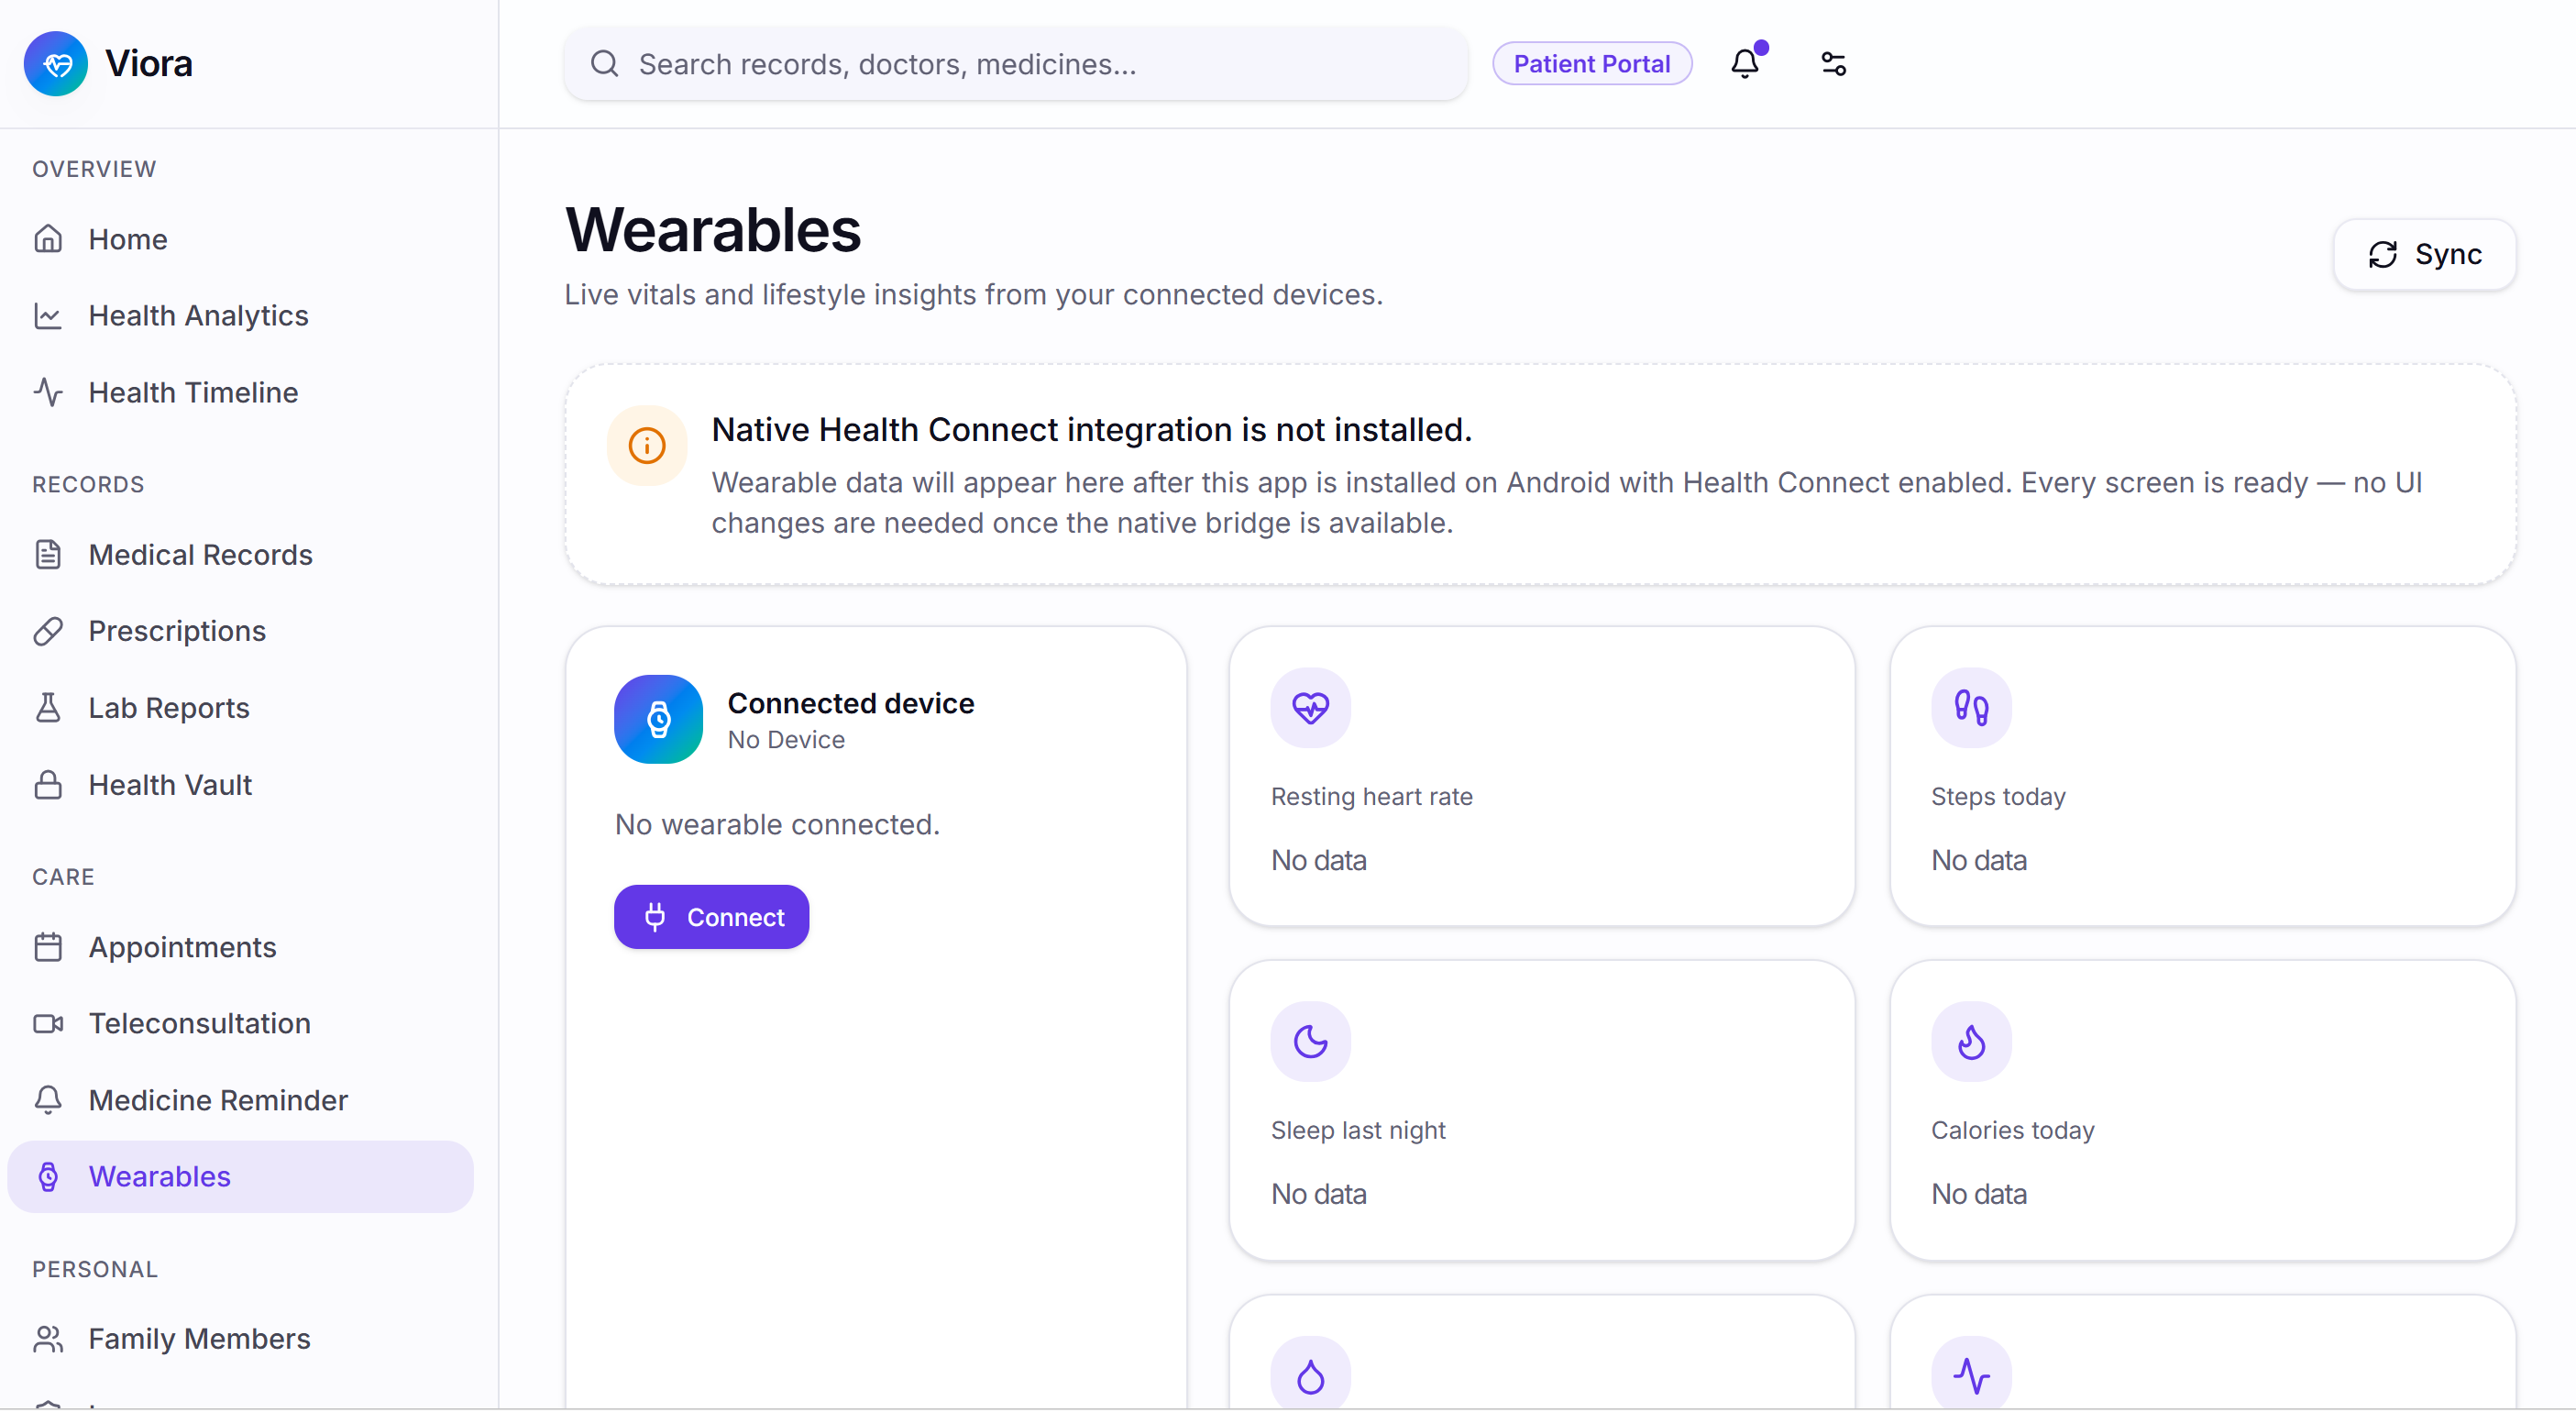 Viora
Search records, doctors, medicines...
Patient Portal
OVERVIEW
Home
Health Analytics
Health Timeline
RECORDS
Medical Records
Prescriptions
Lab Reports
Health Vault
CARE
Appointments
Teleconsultation
Medicine Reminder
Wearables
PERSONAL
Family Members
Wearables
Live vitals and lifestyle insights from your connected devices.
Sync
Native Health Connect integration is not installed.
Wearable data will appear here after this app is installed on Android with Health Connect enabled. Every screen is ready — no UI
changes are needed once the native bridge is available.
Connected device
No Device
No wearable connected.
Connect
Resting heart rate
No data
Steps today
No data
Sleep last night
No data
Calories today
No data